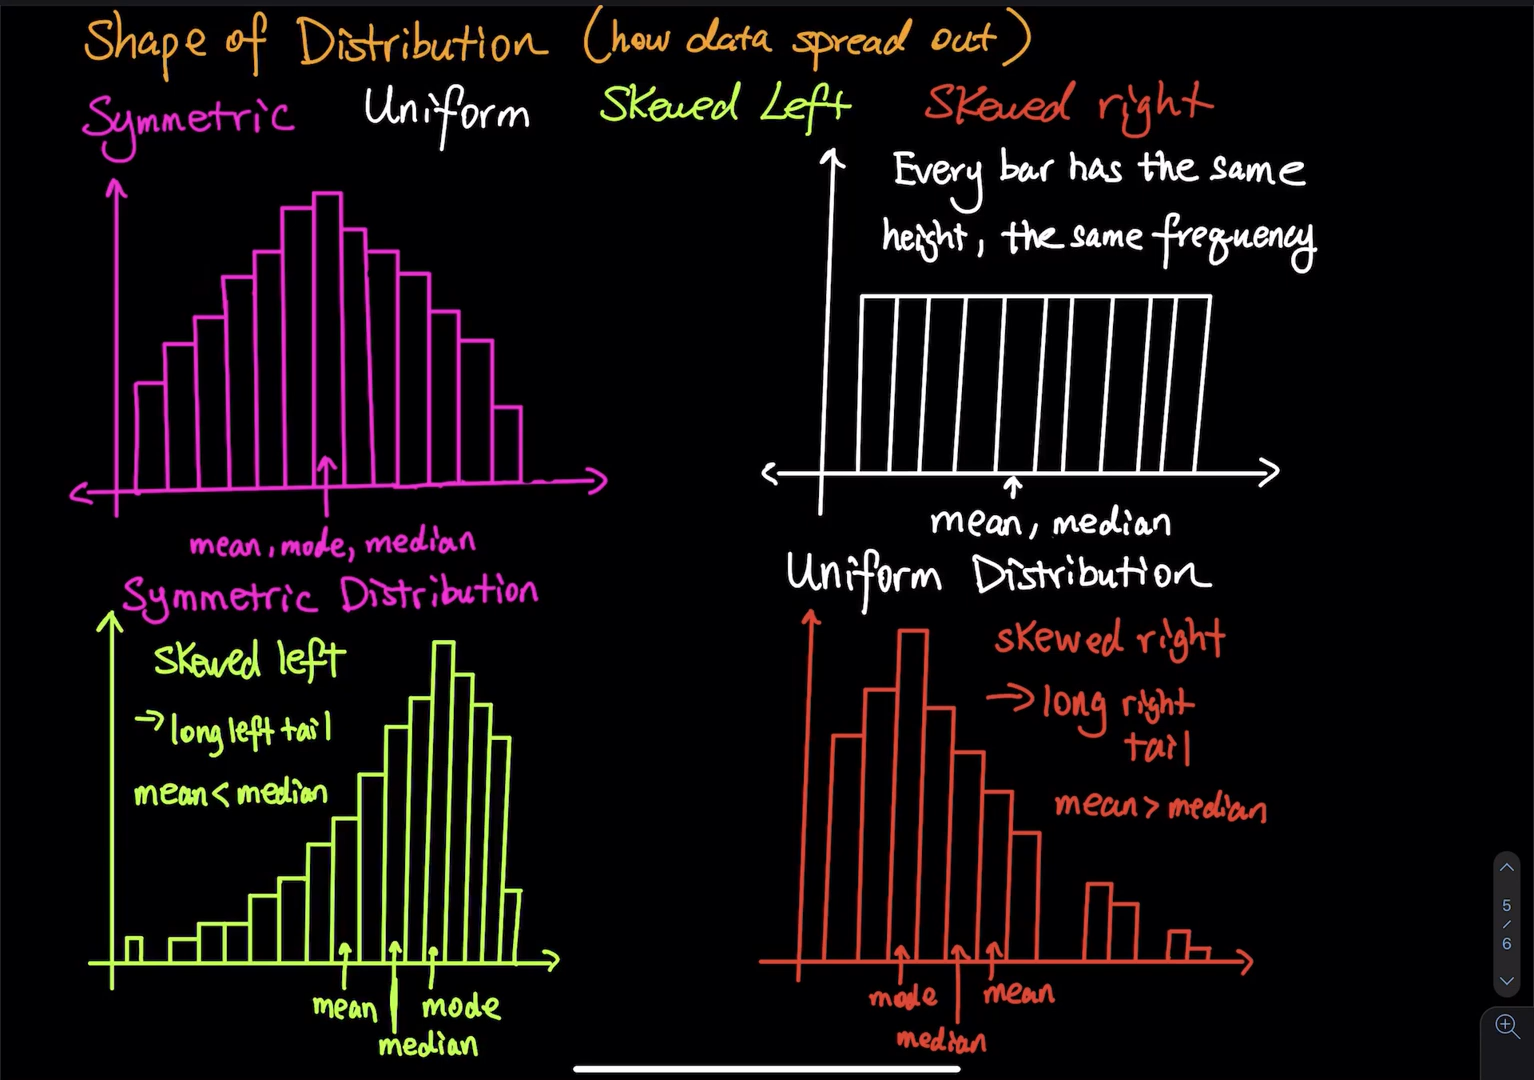 Shape of Distribution (how data spread out)
Symmetric Uniform Skewed Left Skewed right
Every bar has the same
height, the same frequency
mean, mode, median
Symmetric Distribution
mean, median
Uniform Distribution
Skewed left
→ long left tail
mean < median
mean
median
mode
skewed right
→ long right
tail
mean > median
mode
median
mean
5
/
6